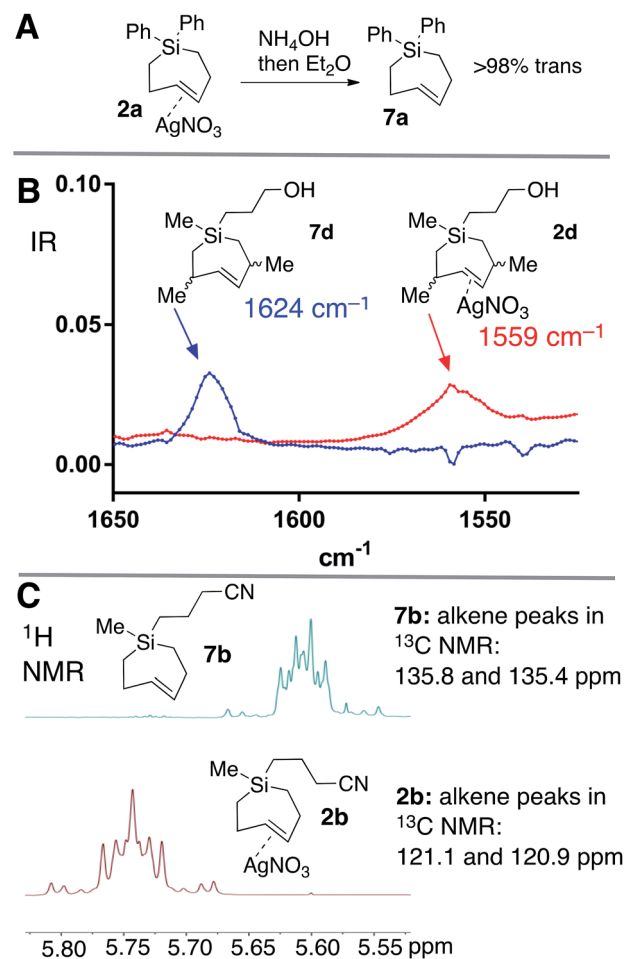 A
Ph
Ph
Si
2a
AgNO₃
NH₄OH
then Et₂O
Ph
Ph
Si
7a
>98% trans
B
IR
0.10
0.05
0.00
OH
Me
Si
7d
Me
Me
1624 cm⁻¹
OH
Me
Si
2d
Me
Me
AgNO₃
1559 cm⁻¹
1650
1600
1550
cm⁻¹
C
¹H
NMR
CN
Me
Si
7b
7b: alkene peaks in
¹³C NMR:
135.8 and 135.4 ppm
Me
Si
CN
2b
AgNO₃
2b: alkene peaks in
¹³C NMR:
121.1 and 120.9 ppm
5.80 5.75 5.70 5.65 5.60 5.55 ppm